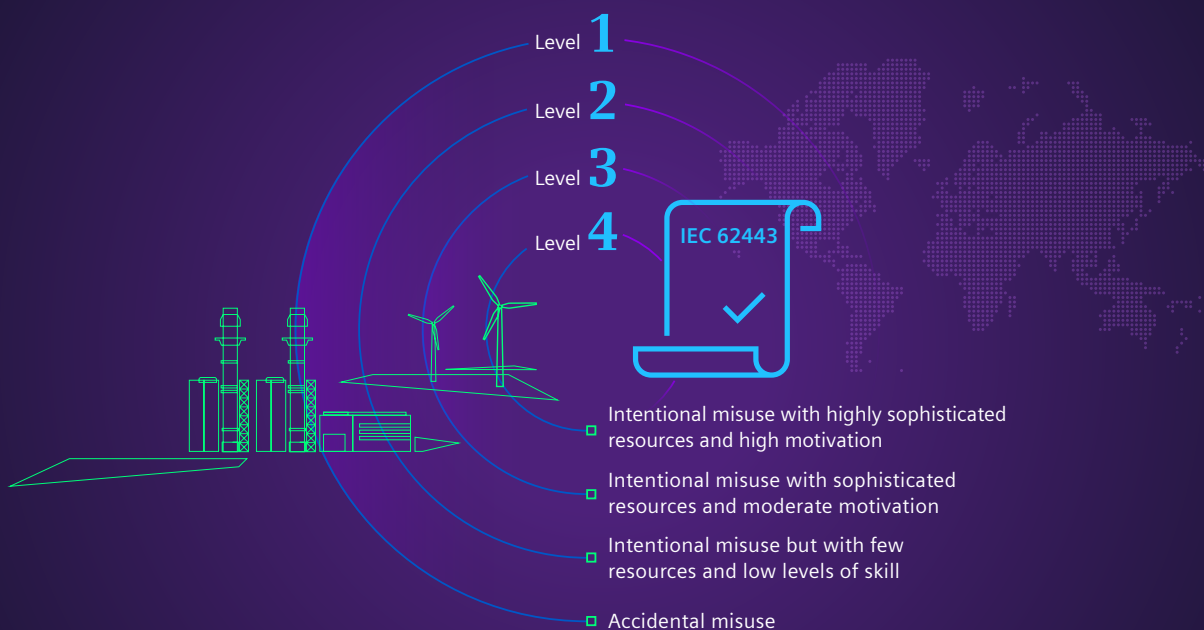 Level 1
Level 2
Level 3
Level 4
IEC 62443
Intentional misuse with highly sophisticated
resources and high motivation
Intentional misuse with sophisticated
resources and moderate motivation
Intentional misuse but with few
resources and low levels of skill
Accidental misuse